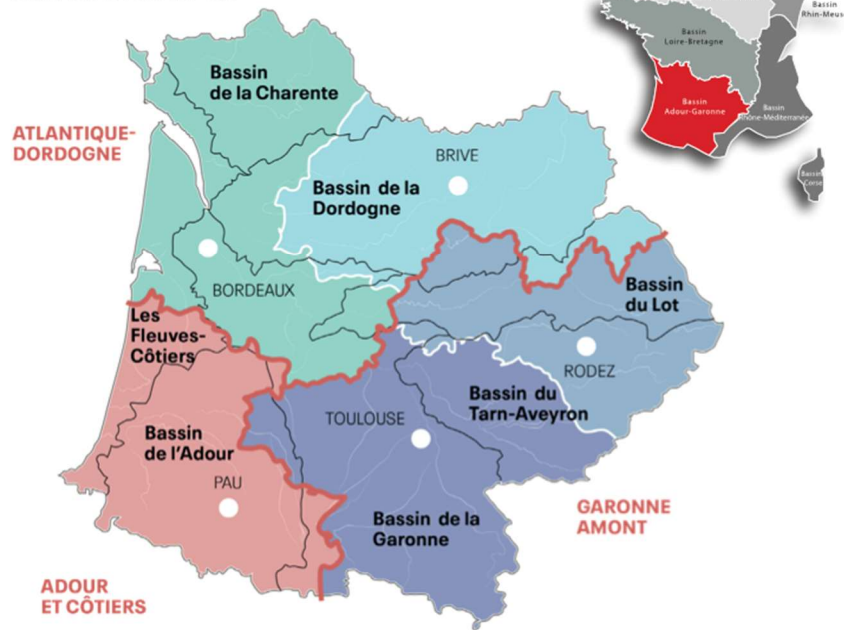 Bassin
Rhin-Meuse
Bassin
Loire-Bretagne
Bassin
Adour-Garonne
Bassin
Rhône-Méditerranée
Bassin
Corse
Bassin
de la Charente
ATLANTIQUE-
DORDOGNE
BRIVE
Bassin de la
Dordogne
BORDEAUX
Bassin
du Lot
Les
Fleuves-
Côtiers
RODEZ
Bassin du
Tarn-Aveyron
TOULOUSE
Bassin
de l'Adour
PAU
Bassin de la
Garonne
GARONNE
AMONT
ADOUR
ET CÔTIERS